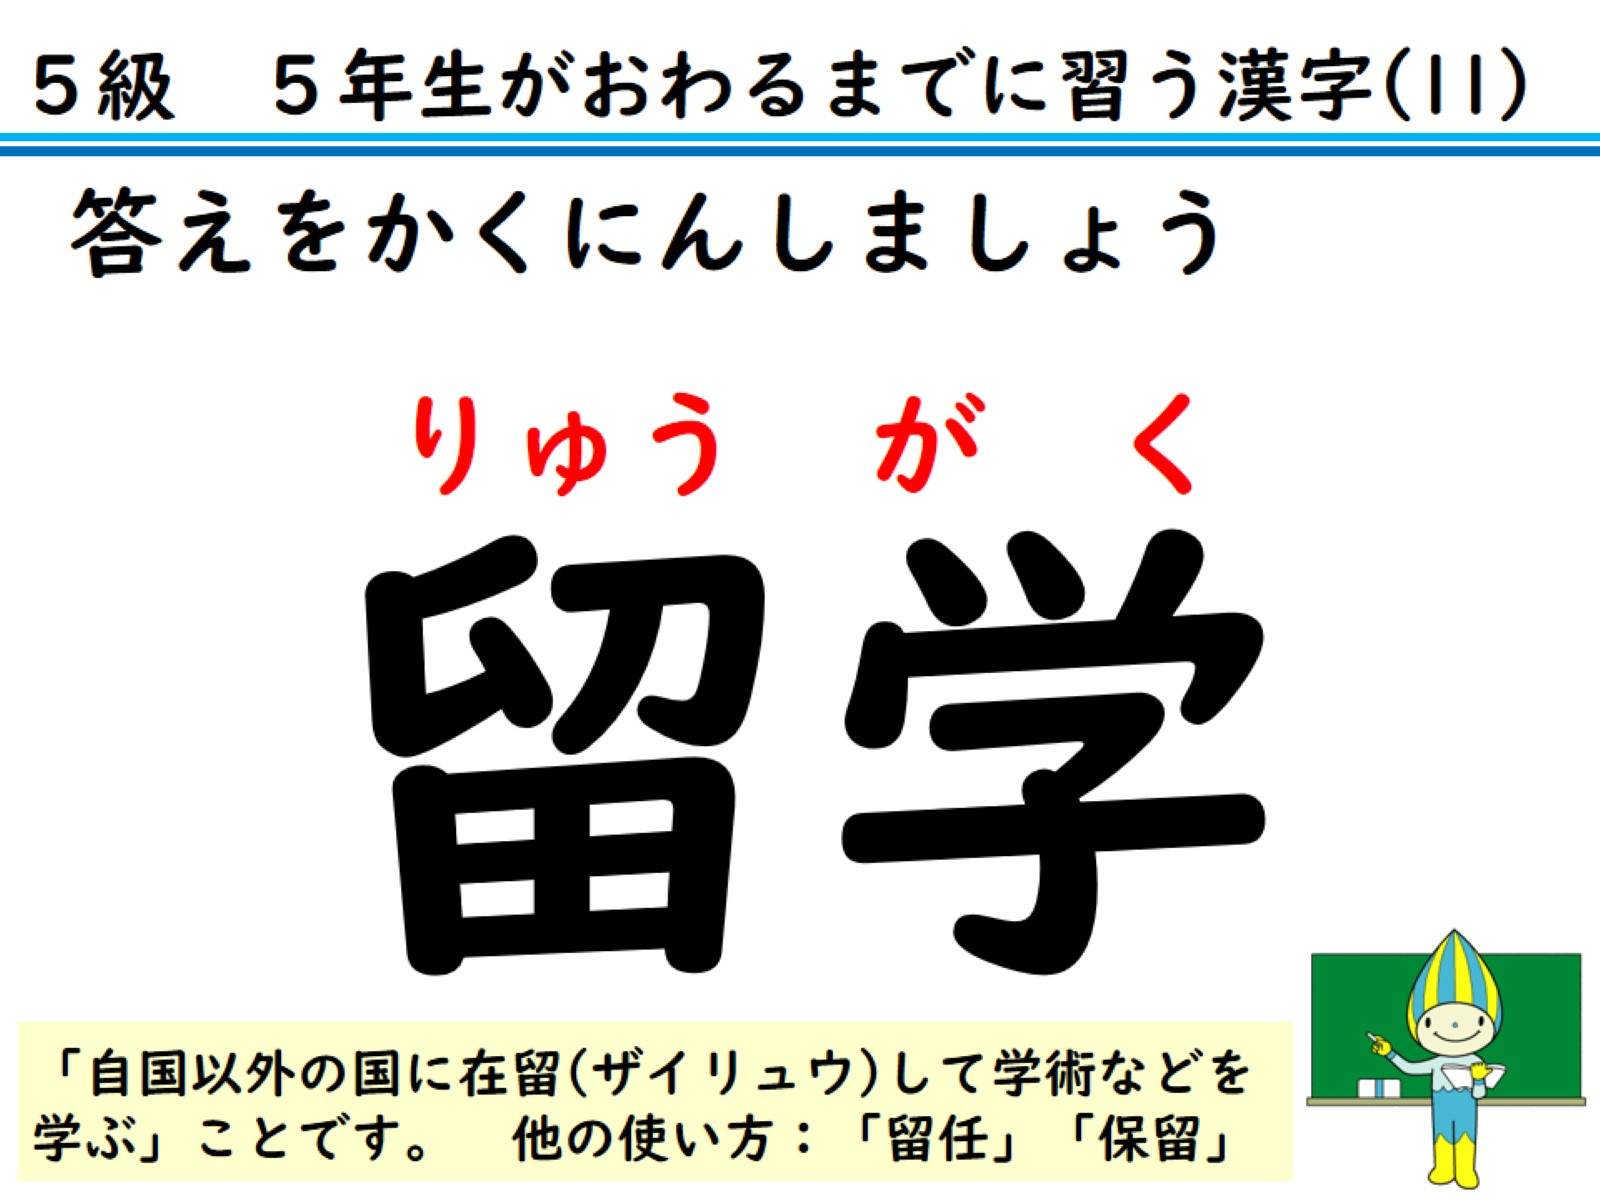 ５級　５年生がおわるまでに習う漢字(11)
答えをかくにんしましょう
りゅう　が　く
留学
「自国以外の国に在留(ザイリュウ)して学術などを
学ぶ」ことです。　他の使い方：「留任」「保留」